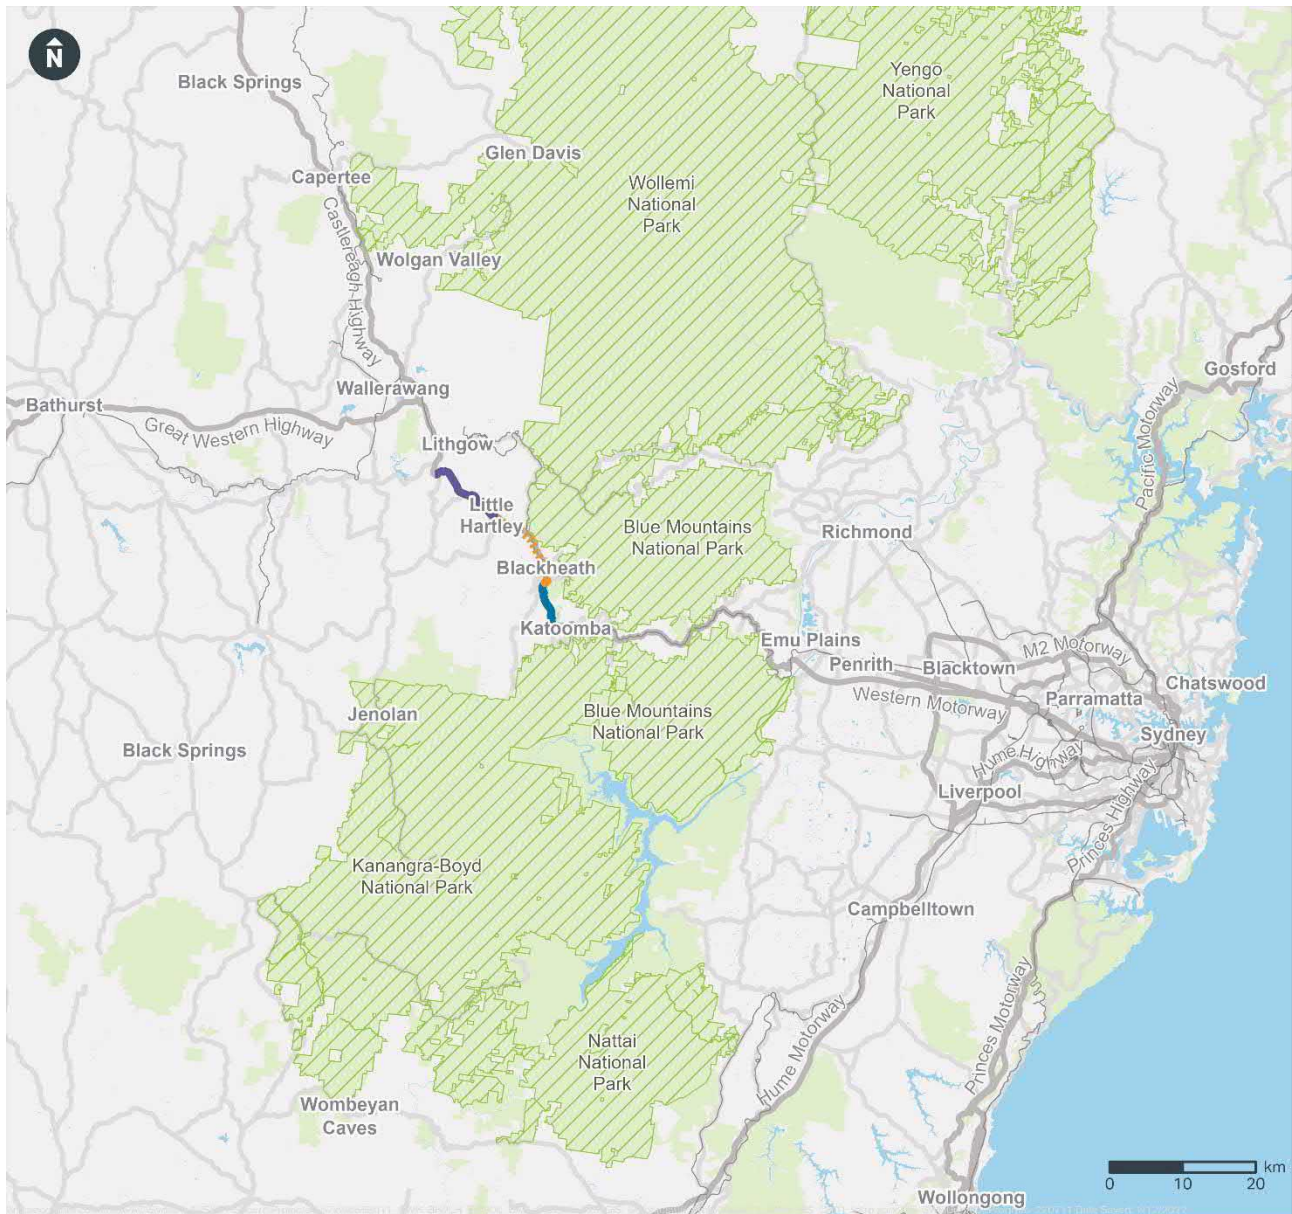 N
Black Springs
Yengo
National
Park
Glen Davis
Capertee
Wollemi
National
Park
Castlereagh Highway
Wolgan Valley
Gosford
Wallerawang
Bathurst
Great Western Highway
Pacific Motorway
Lithgow
Little
Hartley
Blue Mountains
National Park
Richmond
Blackheath
Katoomba
Emu Plains
Penrith
Blacktown
M2 Motorway
Chatswood
Western Motorway
Parramatta
Jenolan
Blue Mountains
National Park
Sydney
Black Springs
Hume Highway
Liverpool
Princes Highway
Kanangra-Boyd
National Park
Campbelltown
Nattai
National
Park
Hume Motorway
Princes Motorway
Wombeyan
Caves
km
0 10 20
Wollongong